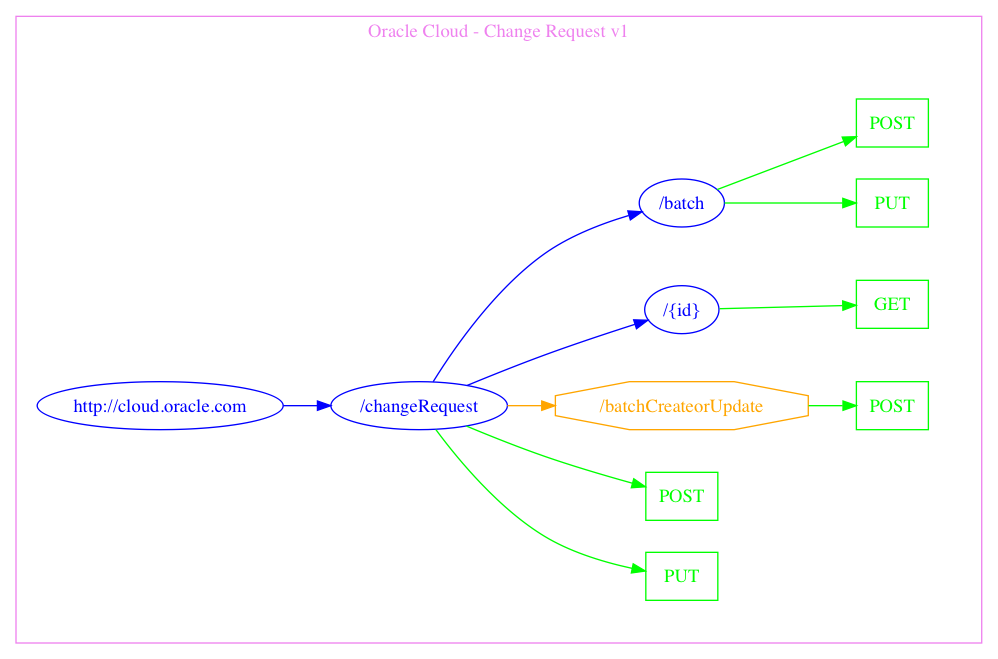 Oracle Cloud - Change Request v1
POST
/batch
PUT
GET
/{id}
http://cloud.oracle.com
/changeRequest
/batchCreateorUpdate
POST
POST
PUT